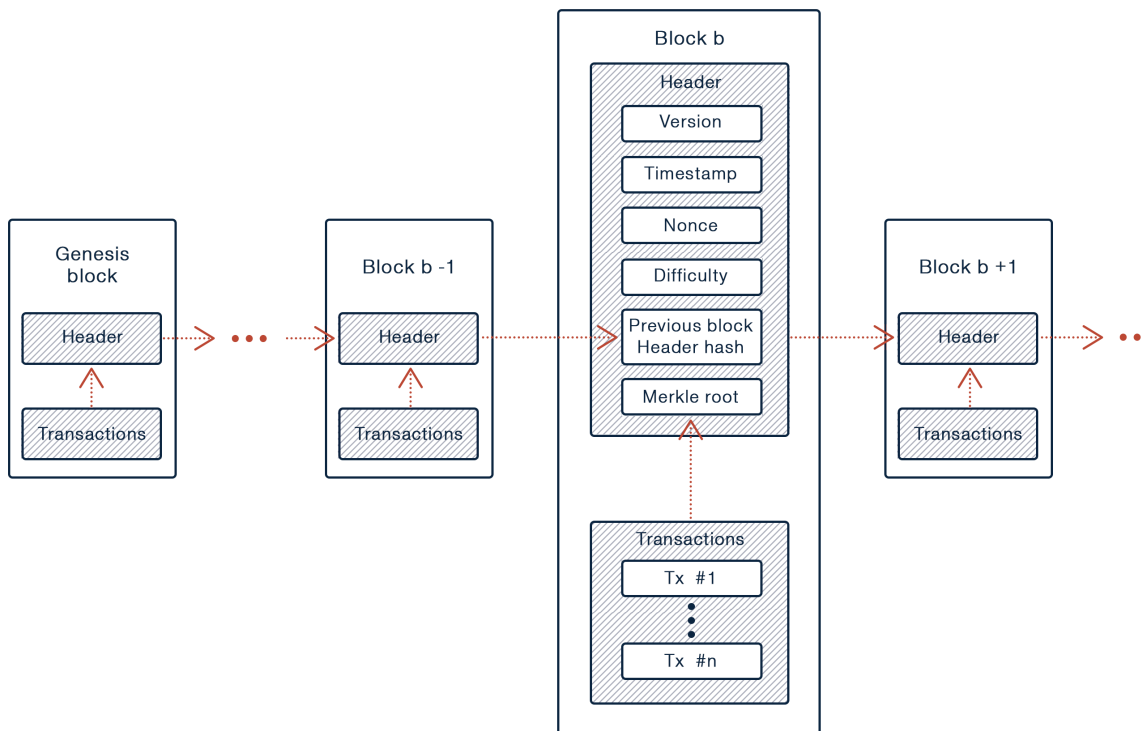 Genesis
block
Header
Transactions
Block b -1
Header
Transactions
Block b
Header
Version
Timestamp
Nonce
Difficulty
Previous block
Header hash
Merkle root
Transactions
Tx #1
Tx #n
Block b +1
Header
Transactions